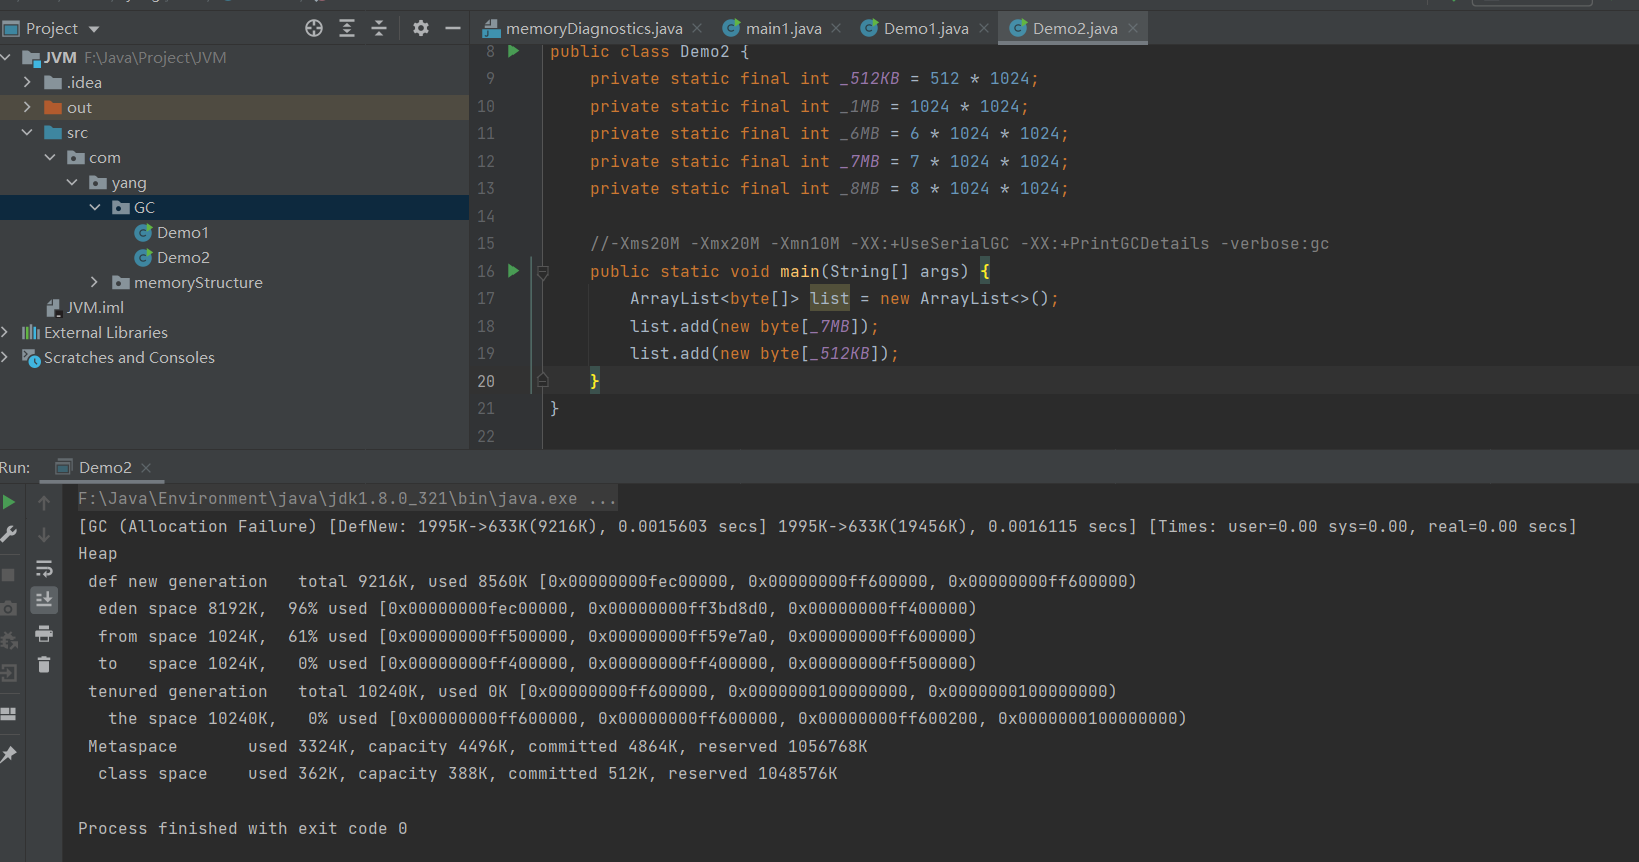 Project
memoryDiagnostics.java
main1.java
Demo1.java
Demo2.java
JVM F:\Java\Project\JVM
.idea
out
src
com
yang
GC
Demo1
Demo2
memoryStructure
JVM.iml
External Libraries
Scratches and Consoles
8 public class Demo2 {
9 private static final int _512KB = 512 * 1024;
10 private static final int _1MB = 1024 * 1024;
11 private static final int _6MB = 6 * 1024 * 1024;
12 private static final int _7MB = 7 * 1024 * 1024;
13 private static final int _8MB = 8 * 1024 * 1024;
14
15 //-Xms20M -Xmx20M -Xmn10M -XX:+UseSerialGC -XX:+PrintGCDetails -verbose:gc
16 public static void main(String[] args) {
17 ArrayList<byte[]> list = new ArrayList<>();
18 list.add(new byte[_7MB]);
19 list.add(new byte[_512KB]);
20 }
21 }
22
Run: Demo2
F:\Java\Environment\java\jdk1.8.0_321\bin\java.exe ...
[GC (Allocation Failure) [DefNew: 1995K->633K(9216K), 0.0015603 secs] 1995K->633K(19456K), 0.0016115 secs] [Times: user=0.00 sys=0.00, real=0.00 secs]
Heap
def new generation total 9216K, used 8560K [0x00000000fec00000, 0x00000000ff600000, 0x00000000ff600000)
eden space 8192K, 96% used [0x00000000fec00000, 0x00000000ff3bd8d0, 0x00000000ff400000)
from space 1024K, 61% used [0x00000000ff500000, 0x00000000ff59e7a0, 0x00000000ff600000)
to space 1024K, 0% used [0x00000000ff400000, 0x00000000ff400000, 0x00000000ff500000)
tenured generation total 10240K, used 0K [0x00000000ff600000, 0x0000000100000000, 0x0000000100000000)
the space 10240K, 0% used [0x00000000ff600000, 0x00000000ff600000, 0x00000000ff600200, 0x0000000100000000)
Metaspace used 3324K, capacity 4496K, committed 4864K, reserved 1056768K
class space used 362K, capacity 388K, committed 512K, reserved 1048576K
Process finished with exit code 0